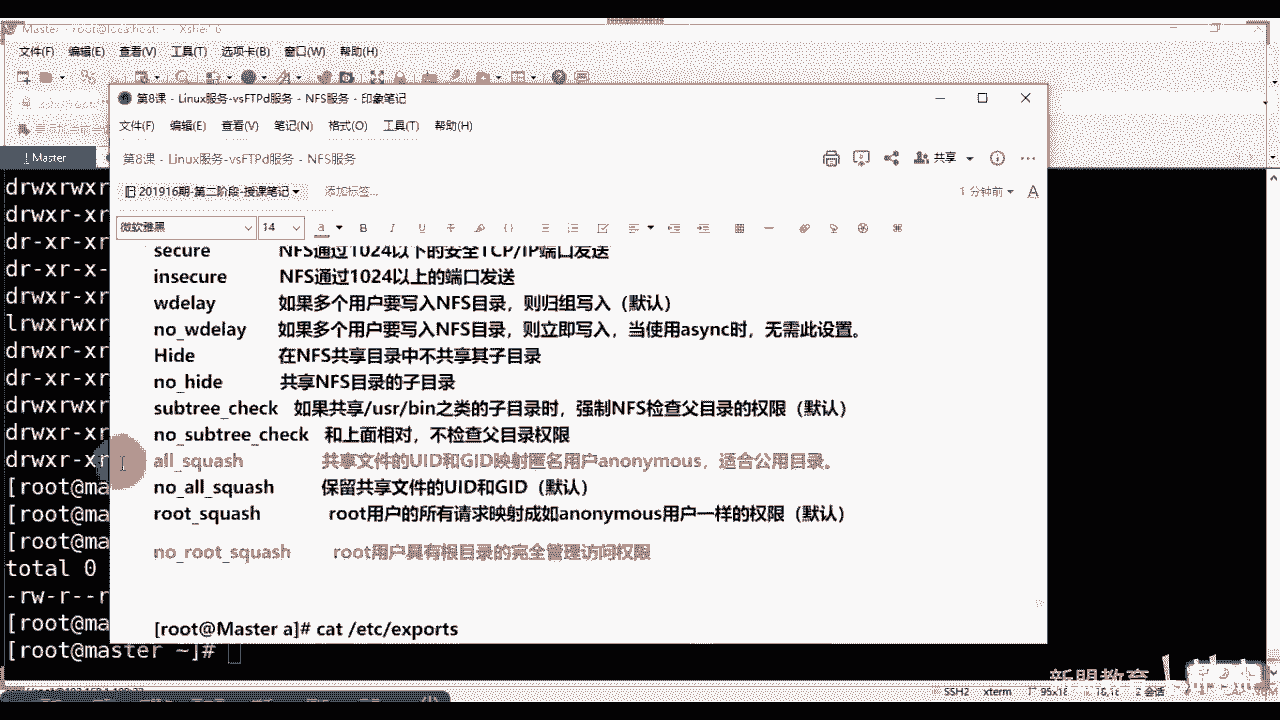 Master - root@localhost:~ - Xshell 6
文件(F) 编辑(E) 查看(V) 工具(T) 选项卡(B) 窗口(W) 帮助(H)
第8课 - Linux服务-vsFTPd服务 - NFS服务 - 印象笔记
文件(F) 编辑(E) 查看(V) 笔记(N) 格式(O) 工具(T) 帮助(H)
第8课 - Linux服务-vsFTPd服务 - NFS服务
共享
1 Master
201916期-第二阶段-授课笔记
添加标签...
1 分钟前
微软雅黑 14
secure NFS通过1024以下的安全TCP/IP端口发送
insecure NFS通过1024以上的端口发送
wdelay 如果多个用户要写入NFS目录，则归组写入（默认）
no_wdelay 如果多个用户要写入NFS目录，则立即写入，当使用async时，无需此设置。
Hide 在NFS共享目录中不共享其子目录
no_hide 共享NFS目录的子目录
subtree_check 如果共享/usr/bin之类的子目录时，强制NFS检查父目录的权限（默认）
no_subtree_check 和上面相对，不检查父目录权限
all_squash 共享文件的UID和GID映射匿名用户anonymous，适合公用目录。
no_all_squash 保留共享文件的UID和GID（默认）
root_squash root用户的所有请求映射成如anonymous用户一样的权限（默认）
no_root_squash root用户具有根目录的完全管理访问权限
[root@Master a]# cat /etc/exports
drwxrwxr
drwxr-xr
dr-xr-xr
dr-xr-x-
drwxr-xr
lrwxrwxr
drwxr-xr
dr-xr-xr
drwxrwxr
drwxr-xr
drwxr-xr
[root@ma
[root@ma
[root@ma
total 0
-rw-r--r
[root@ma
[root@master ~]#
新盟教育
SSH2 xterm